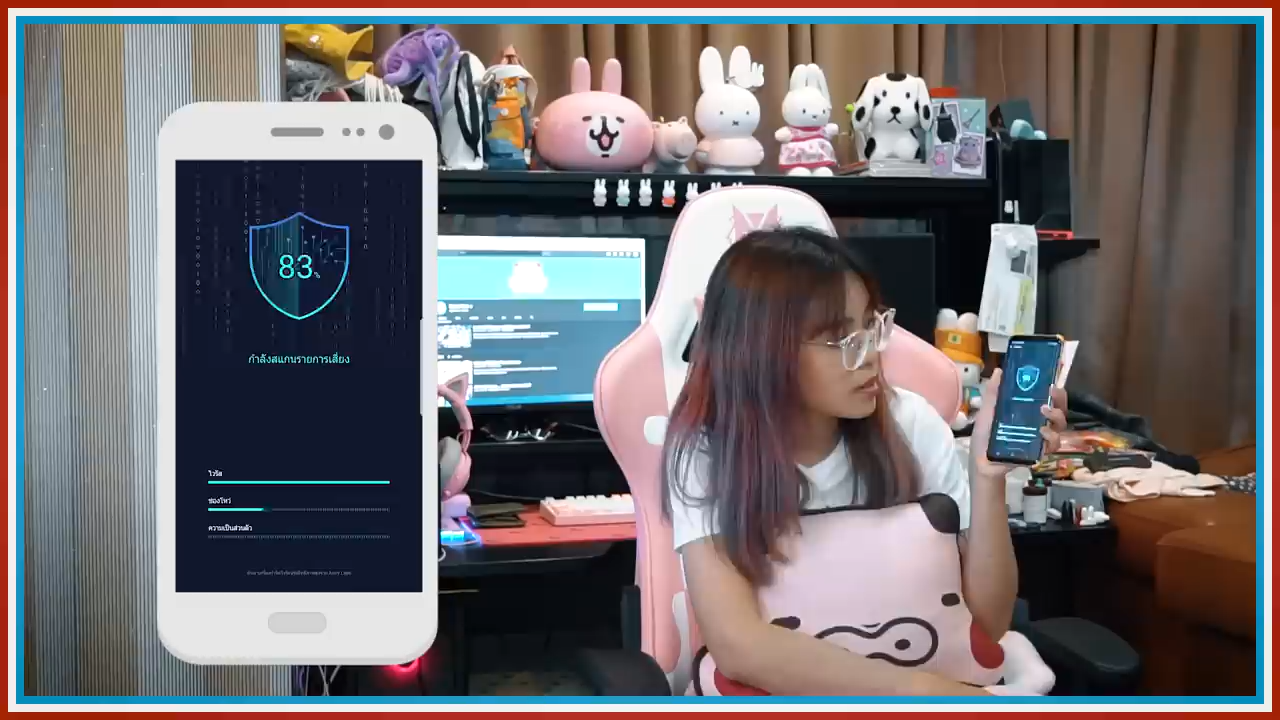 83%
กำลังสแกนรายการเสี่ยง
ไวรัส
ช่องโหว่
ความเป็นส่วนตัว